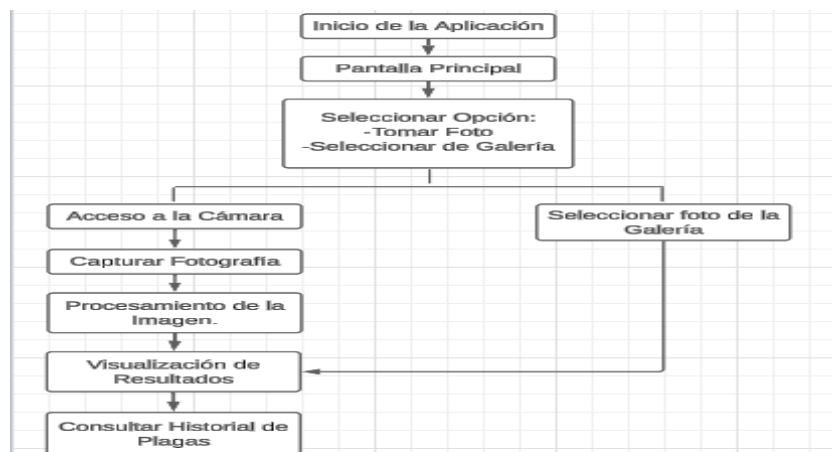 Inicio de la Aplicación
Pantalla Principal
Seleccionar Opción:
-Tomar Foto
-Seleccionar de Galería
Acceso a la Cámara
Seleccionar foto de la
Galería
Capturar Fotografía
Procesamiento de la
Imagen.
Visualización de
Resultados
Consultar Historial de
Plagas